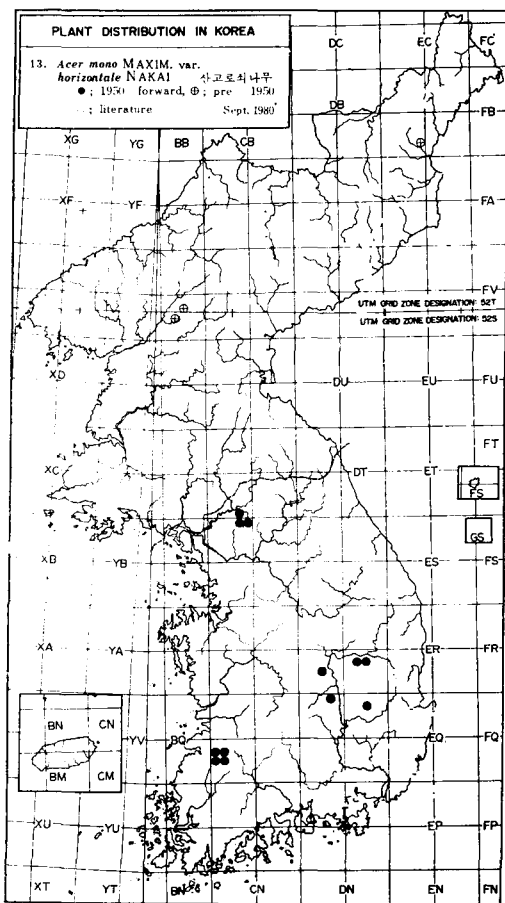 PLANT DISTRIBUTION IN KOREA
13. Acer mono MAXIM. var.
horizontale NAKAI 산고로쇠나무
●; 1950 forward, ⊕; pre 1950
literature Sept. 1980
DC EC FC
DB FB
XG YG BB CB
XF YF FA
FV
UTM GRID ZONE DESIGNATION: 52T
UTM GRID ZONE DESIGNATION: 52S
XD DU EU FU
FT
XC DT ET
FS
GS
XB YB ES FS
XA YA ER FR
BN CN
YV BQ EQ FQ
BM CM
XU YU EP FP
XT YT BN CN DN EN FN